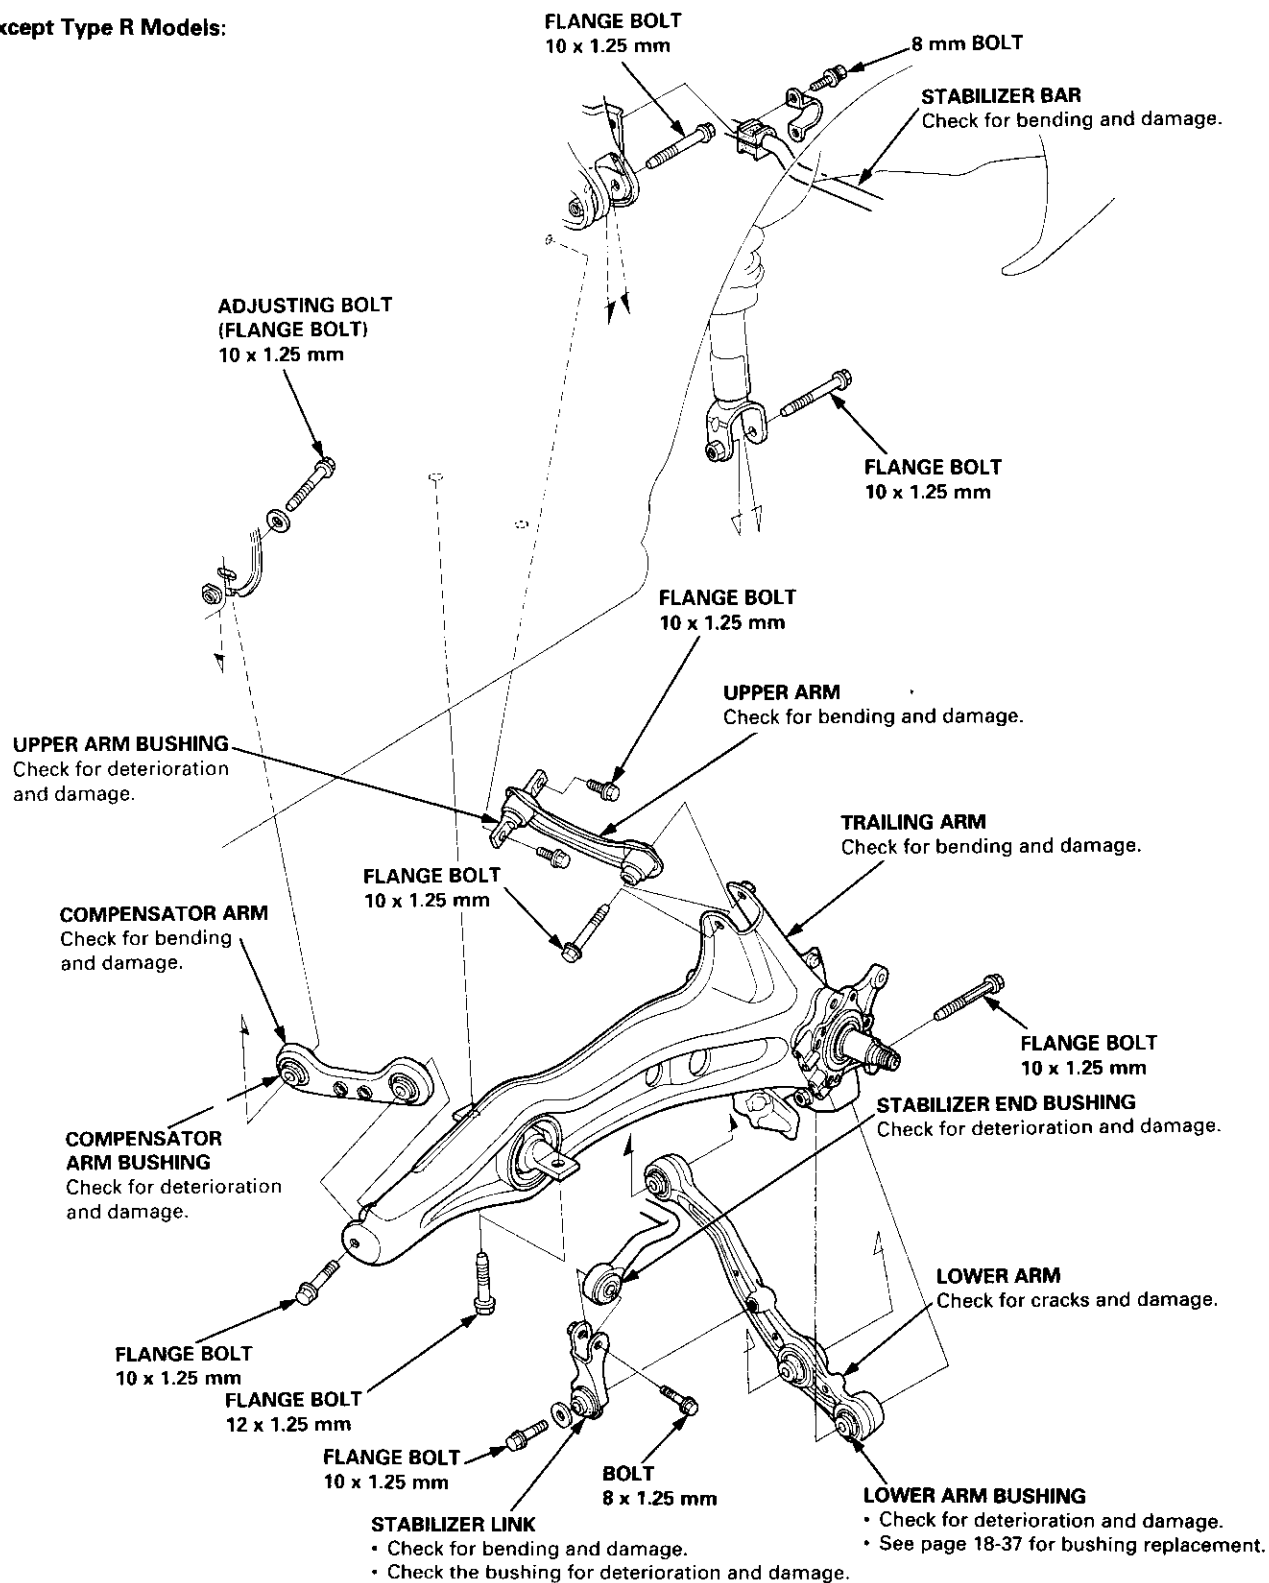 xcept Type R Models:
FLANGE BOLT
10 x 1.25 mm
8 mm BOLT
STABILIZER BAR
Check for bending and damage.
ADJUSTING BOLT
(FLANGE BOLT)
10 x 1.25 mm
FLANGE BOLT
10 x 1.25 mm
FLANGE BOLT
10 x 1.25 mm
UPPER ARM
Check for bending and damage.
UPPER ARM BUSHING
Check for deterioration
and damage.
TRAILING ARM
Check for bending and damage.
FLANGE BOLT
10 x 1.25 mm
COMPENSATOR ARM
Check for bending
and damage.
FLANGE BOLT
10 x 1.25 mm
STABILIZER END BUSHING
Check for deterioration and damage.
COMPENSATOR
ARM BUSHING
Check for deterioration
and damage.
LOWER ARM
Check for cracks and damage.
FLANGE BOLT
10 x 1.25 mm
FLANGE BOLT
12 x 1.25 mm
FLANGE BOLT
10 x 1.25 mm
BOLT
8 x 1.25 mm
LOWER ARM BUSHING
• Check for deterioration and damage.
• See page 18-37 for bushing replacement.
STABILIZER LINK
• Check for bending and damage.
• Check the bushing for deterioration and damage.